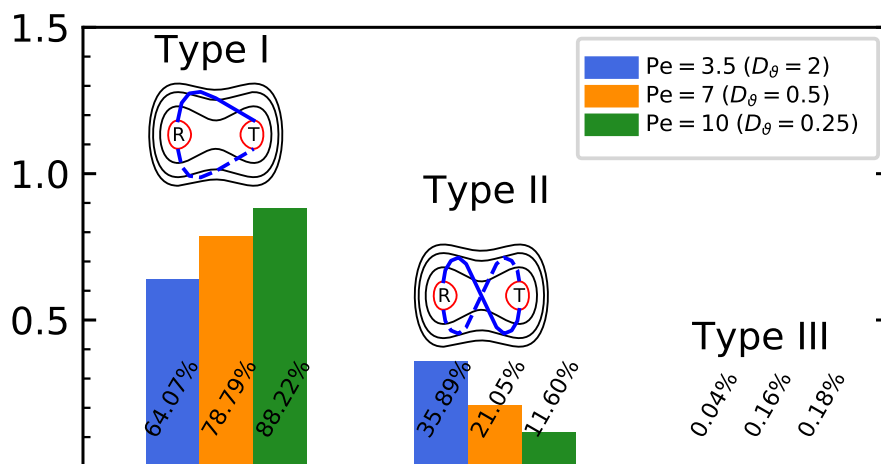 1.5
Type I
Pe = 3.5 (D_ϑ = 2)
Pe = 7 (D_ϑ = 0.5)
Pe = 10 (D_ϑ = 0.25)
R T
1.0
Type II
R T
0.5
Type III
64.07% 78.79% 88.22%
35.89% 21.05% 11.60%
0.04% 0.16% 0.18%